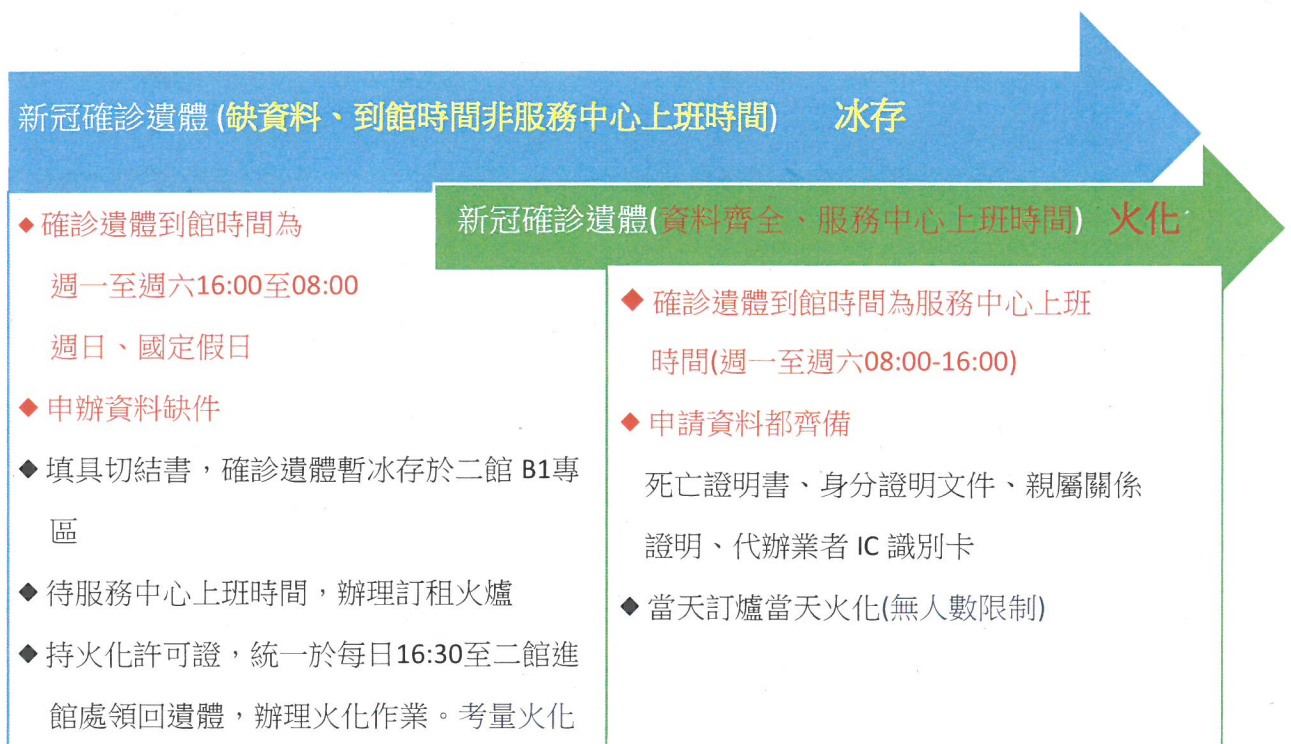 新冠確診遺體 (缺資料、到館時間非服務中心上班時間) 冰存
◆確診遺體到館時間為
週一至週六16:00至08:00
週日、國定假日
◆ 申辦資料缺件
◆ 填具切結書，確診遺體暫冰存於二館 B1專
區
◆ 待服務中心上班時間，辦理訂租火爐
◆ 持火化許可證，統一於每日16:30至二館進
館處領回遺體，辦理火化作業。考量火化
新冠確診遺體(資料齊全、服務中心上班時間) 火化
◆ 確診遺體到館時間為服務中心上班
時間(週一至週六08:00-16:00)
◆ 申請資料都齊備
死亡證明書、身分證明文件、親屬關係
證明、代辦業者 IC 識別卡
◆ 當天訂爐當天火化(無人數限制)